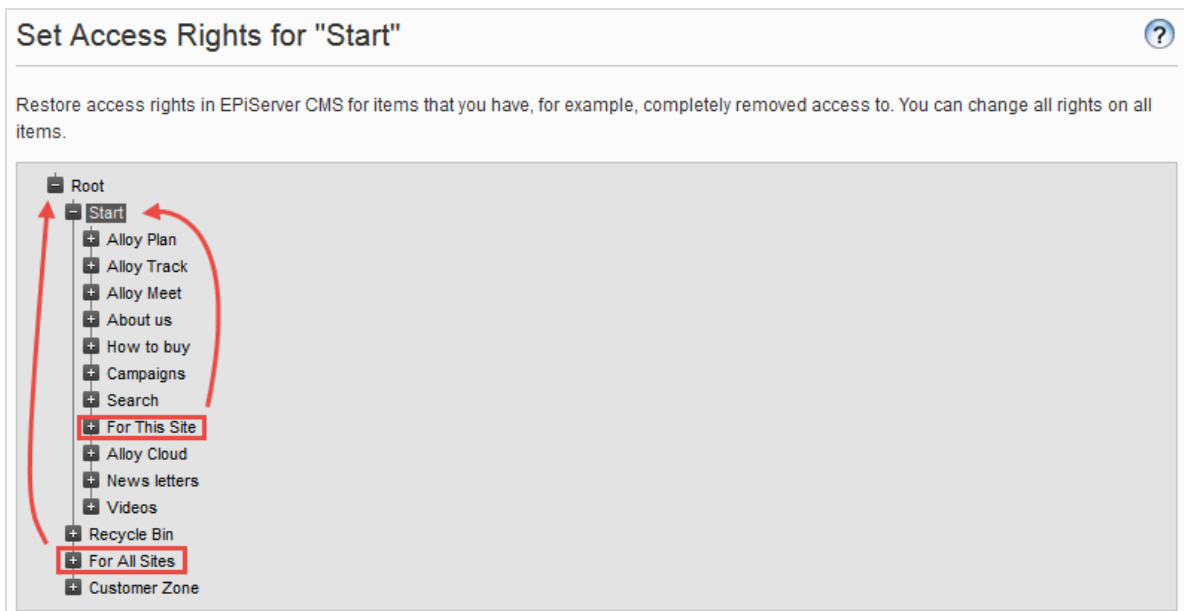 Set Access Rights for "Start"
?
Restore access rights in EPiServer CMS for items that you have, for example, completely removed access to. You can change all rights on all
items.
Root
Start
Alloy Plan
Alloy Track
Alloy Meet
About us
How to buy
Campaigns
Search
For This Site
Alloy Cloud
News letters
Videos
Recycle Bin
For All Sites
Customer Zone